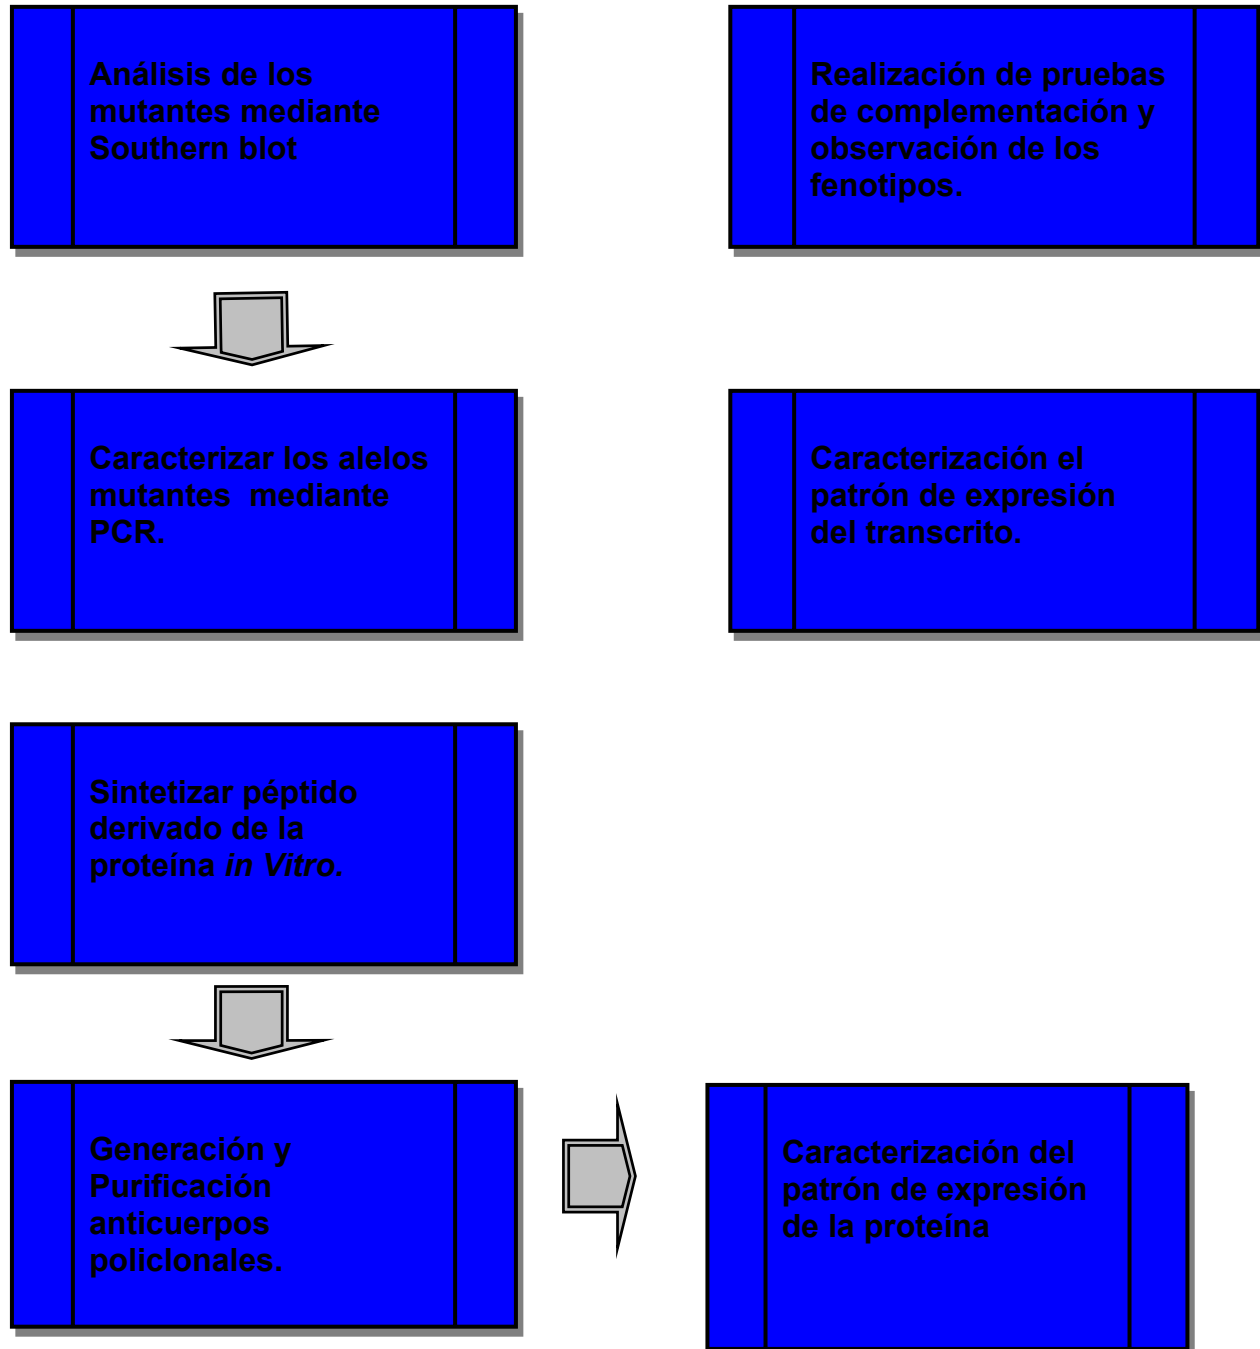 Análisis de los
mutantes mediante
Southern blot
Realización de pruebas
de complementación y
observación de los
fenotipos.
Caracterizar los alelos
mutantes  mediante
PCR.
Caracterización el
patrón de expresión
del transcrito.
Sintetizar péptido
derivado de la
proteína in Vitro.
Generación y
Purificación
anticuerpos
policlonales.
Caracterización del
patrón de expresión
de la proteína